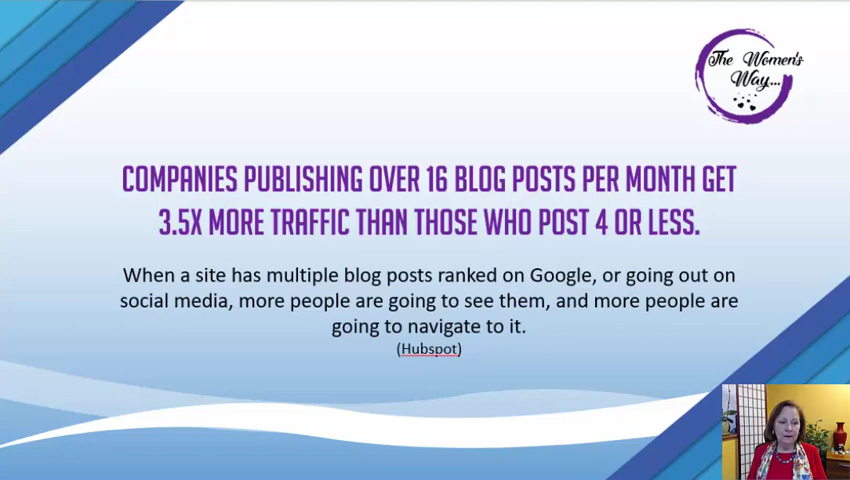 The Women's
Way...
COMPANIES PUBLISHING OVER 16 BLOG POSTS PER MONTH GET
3.5X MORE TRAFFIC THAN THOSE WHO POST 4 OR LESS.
When a site has multiple blog posts ranked on Google, or going out on
social media, more people are going to see them, and more people are
going to navigate to it.
(Hubspot)